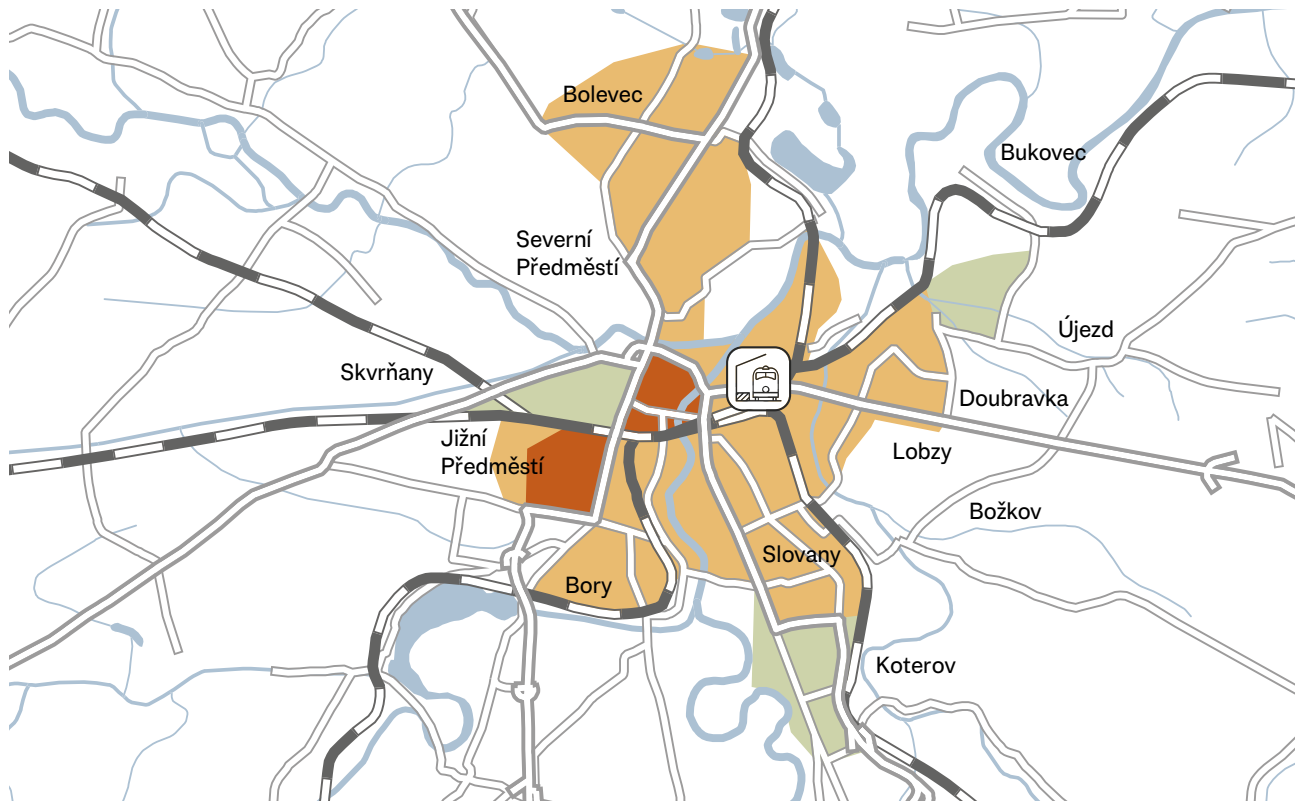 Bolevec
Bukovec
Severní
Předměstí
Újezd
Skvrňany
Doubravka
Jižní
Předměstí
Lobzy
Božkov
Slovany
Bory
Koterov